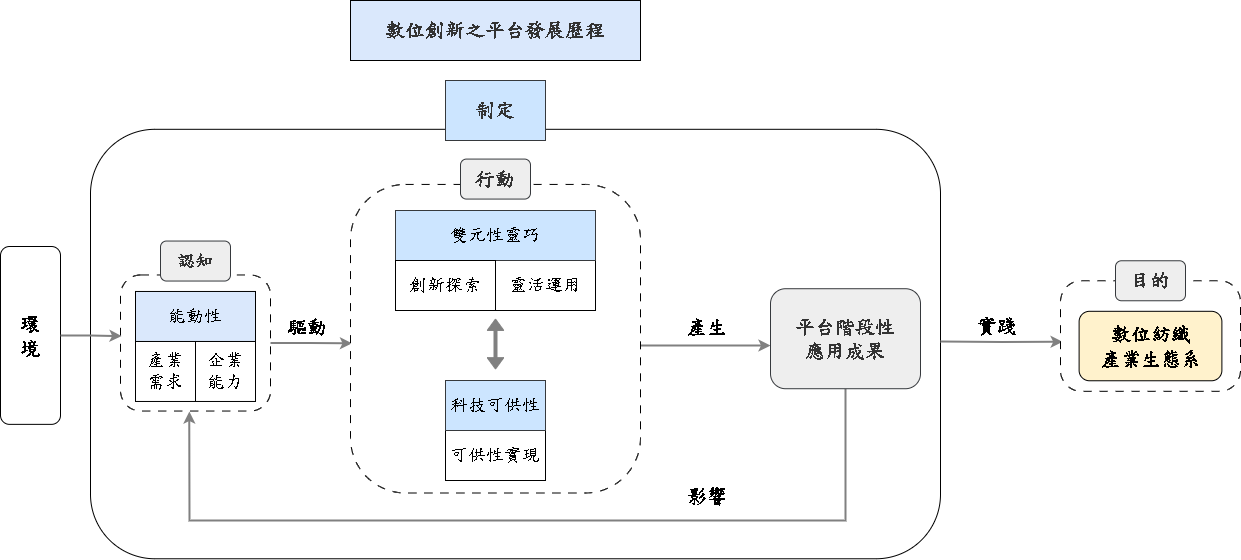 數位創新之平台發展歷程
制定
行動
雙元性靈巧
創新探索
靈活運用
科技可供性
可供性實現
認知
能動性
產業
需求
企業
能力
環
境
驅動
產生
平台階段性
應用成果
實踐
目的
數位紡織
產業生態系
影響